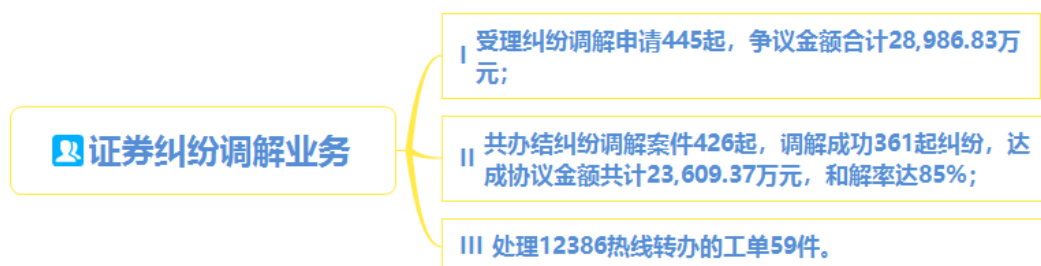 证券纠纷调解业务
I 受理纠纷调解申请445起，争议金额合计28,986.83万
元；
II 共办结纠纷调解案件426起，调解成功361起纠纷，达
成协议金额共计23,609.37万元，和解率达85%；
III 处理12386热线转办的工单59件。